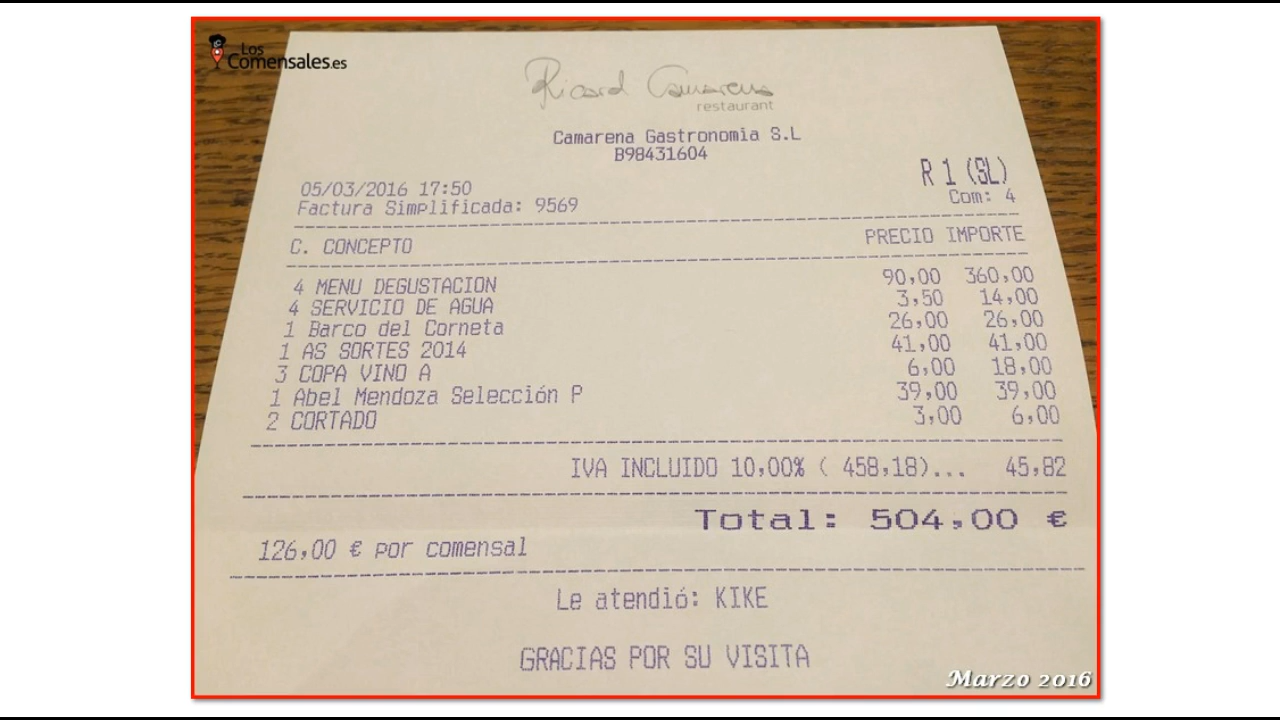 Los
Comensales.es
Ricard Camarena
restaurant
Camarena Gastronomia S.L
B98431604
R 1 (SL)
05/03/2016 17:50
Com: 4
Factura Simplificada: 9569
C. CONCEPTO PRECIO IMPORTE
4 MENU DEGUSTACION 90,00 360,00
4 SERVICIO DE AGUA 3,50 14,00
1 Barco del Corneta 26,00 26,00
1 AS SORTES 2014 41,00 41,00
3 COPA VINO A 6,00 18,00
1 Abel Mendoza Selección P 39,00 39,00
2 CORTADO 3,00 6,00
IVA INCLUIDO 10,00% ( 458,18)... 45,82
Total: 504,00 €
126,00 € por comensal
Le atendió: KIKE
GRACIAS POR SU VISITA
Marzo 2016